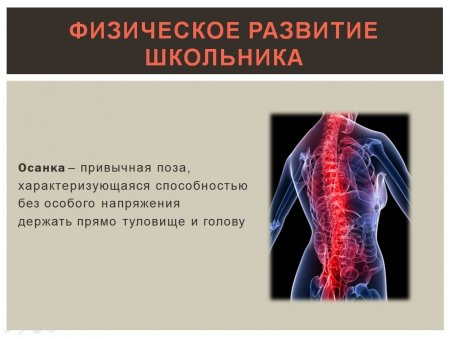 ФИЗИЧЕСКОЕ РАЗВИТИЕ
ШКОЛЬНИКА
Осанка – привычная поза,
характеризующаяся способностью
без особого напряжения
держать прямо туловище и голову